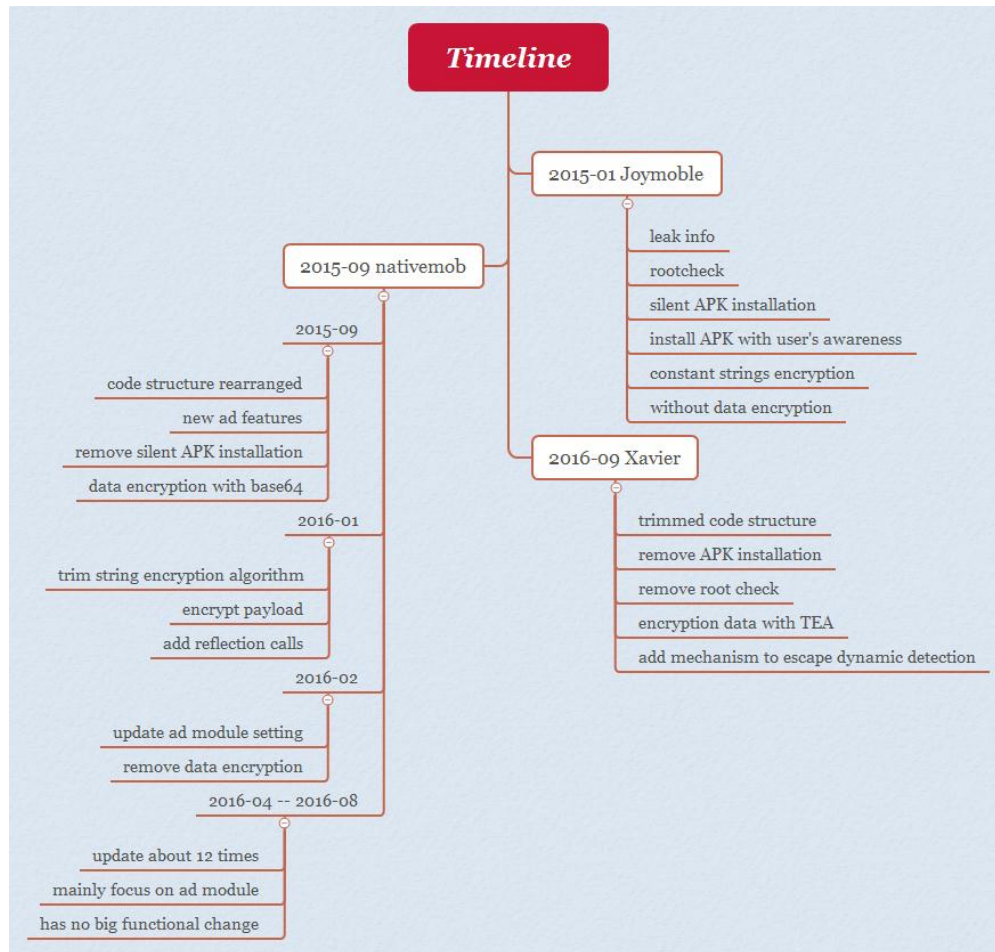 Timeline
2015-01 Joymoble
leak info
rootcheck
silent APK installation
install APK with user's awareness
constant strings encryption
without data encryption
2015-09 nativemob
2015-09
code structure rearranged
new ad features
remove silent APK installation
data encryption with base64
2016-01
trim string encryption algorithm
encrypt payload
add reflection calls
2016-02
update ad module setting
remove data encryption
2016-04 -- 2016-08
update about 12 times
mainly focus on ad module
has no big functional change
2016-09 Xavier
trimmed code structure
remove APK installation
remove root check
encryption data with TEA
add mechanism to escape dynamic detection